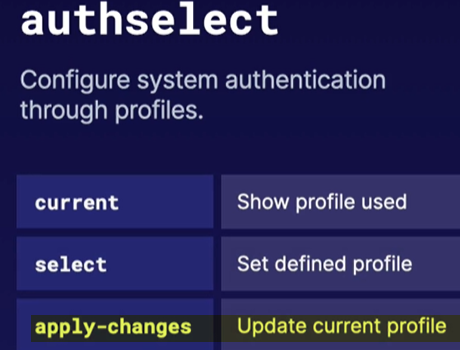 authselect
Configure system authentication
through profiles.
current Show profile used
select Set defined profile
apply-changes Update current profile